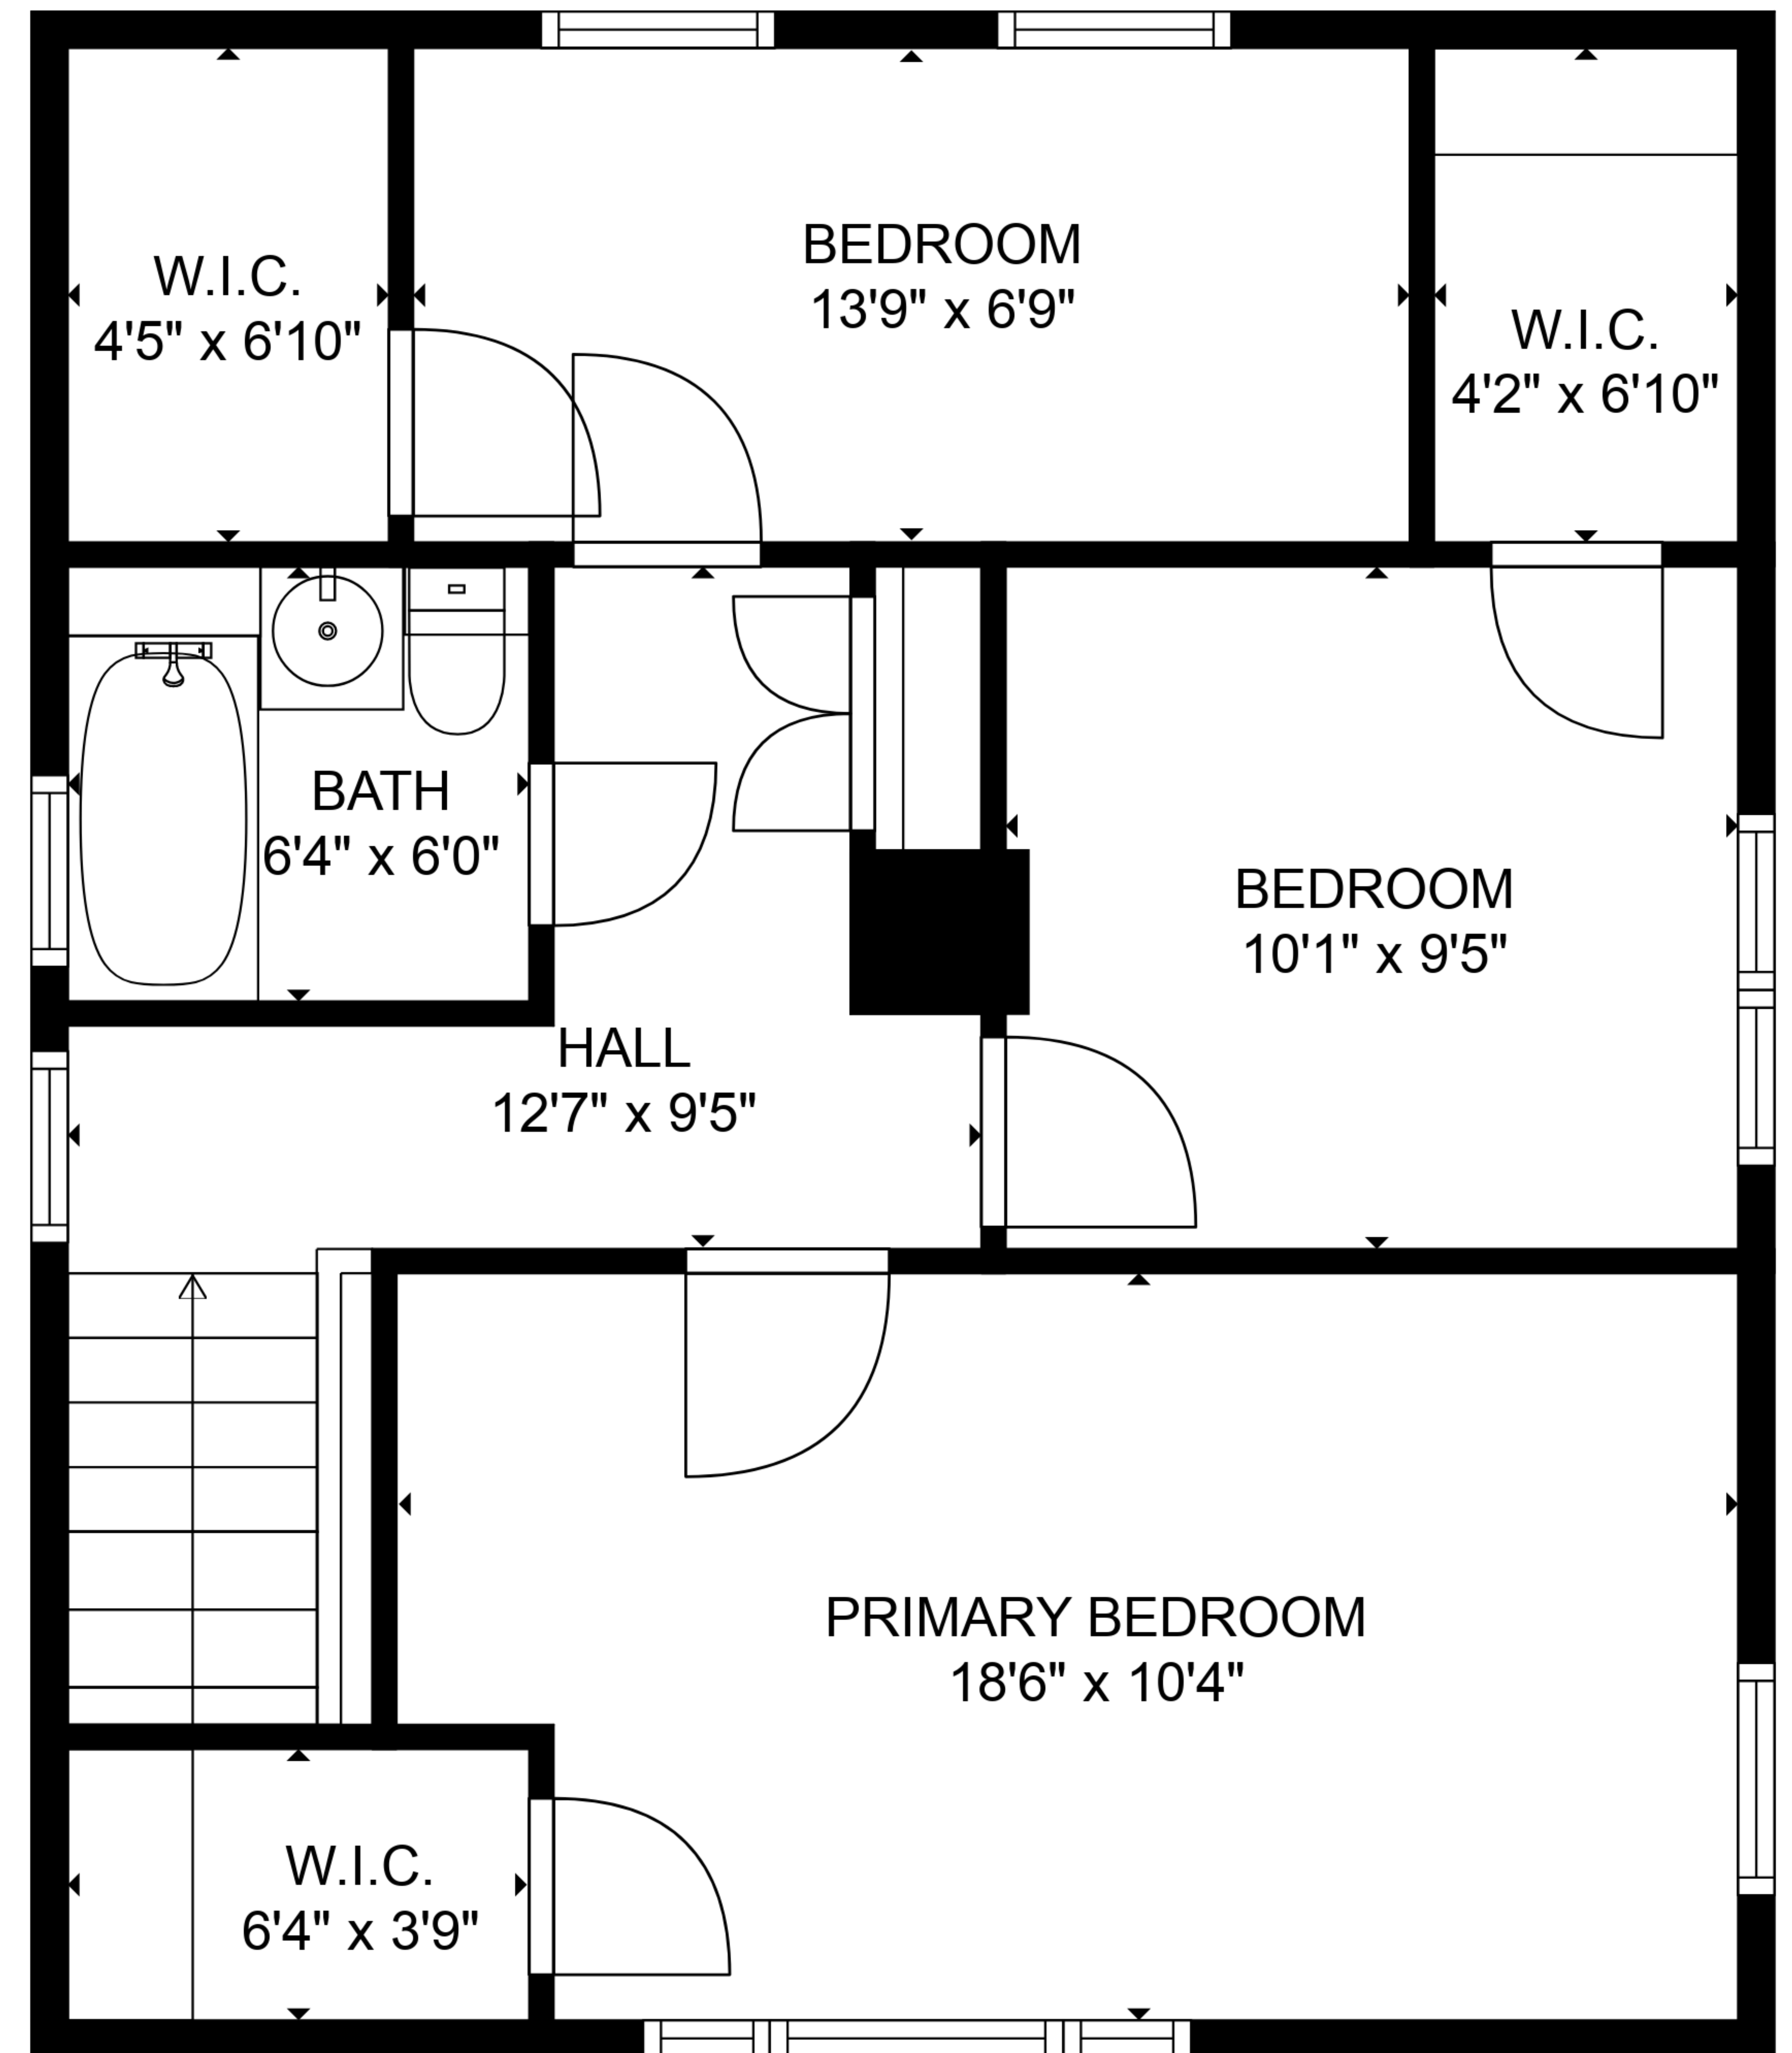 BEDROOM
13'9" x 6'9"
W.I.C.
4'5" x 6'10"
W.I.C.
4'2" x 6'10"
BATH
6'4" x 6'0"
BEDROOM
10'1" x 9'5"
HALL
12'7" x 9'5"
PRIMARY BEDROOM
18'6" x 10'4"
W.I.C.
6'4" x 3'9"